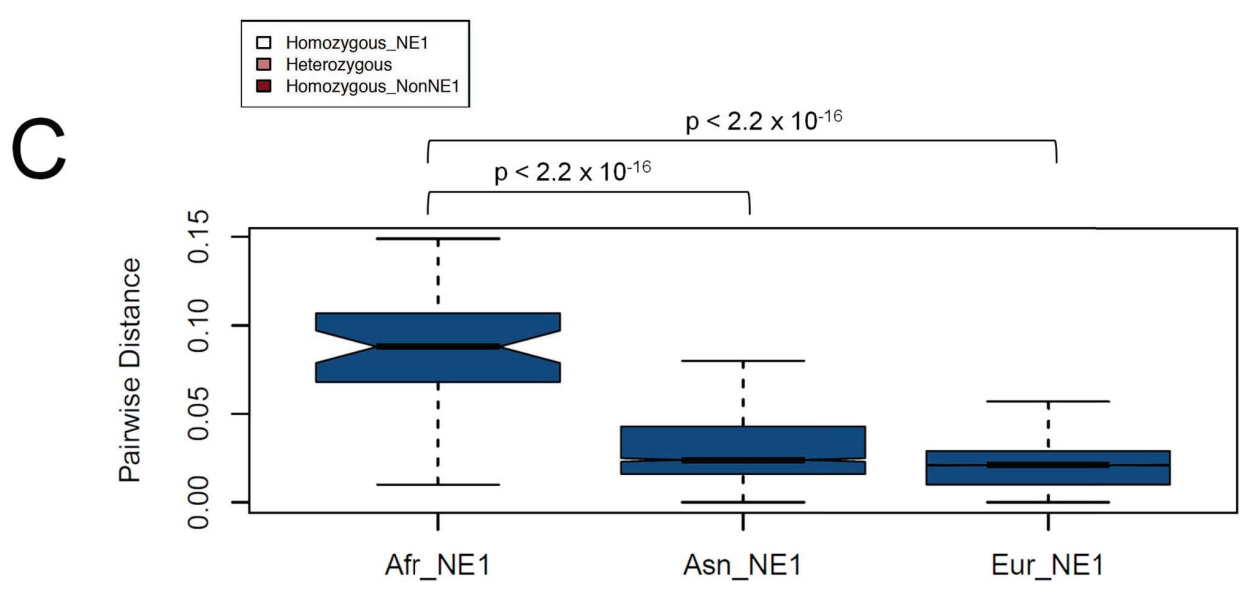 Homozygous_NE1
Heterozygous
Homozygous_NonNE1
C
p < 2.2 x 10-16
p < 2.2 x 10-16
0.15
0.10
0.05
0.00
Pairwise Distance
Afr_NE1 Asn_NE1 Eur_NE1